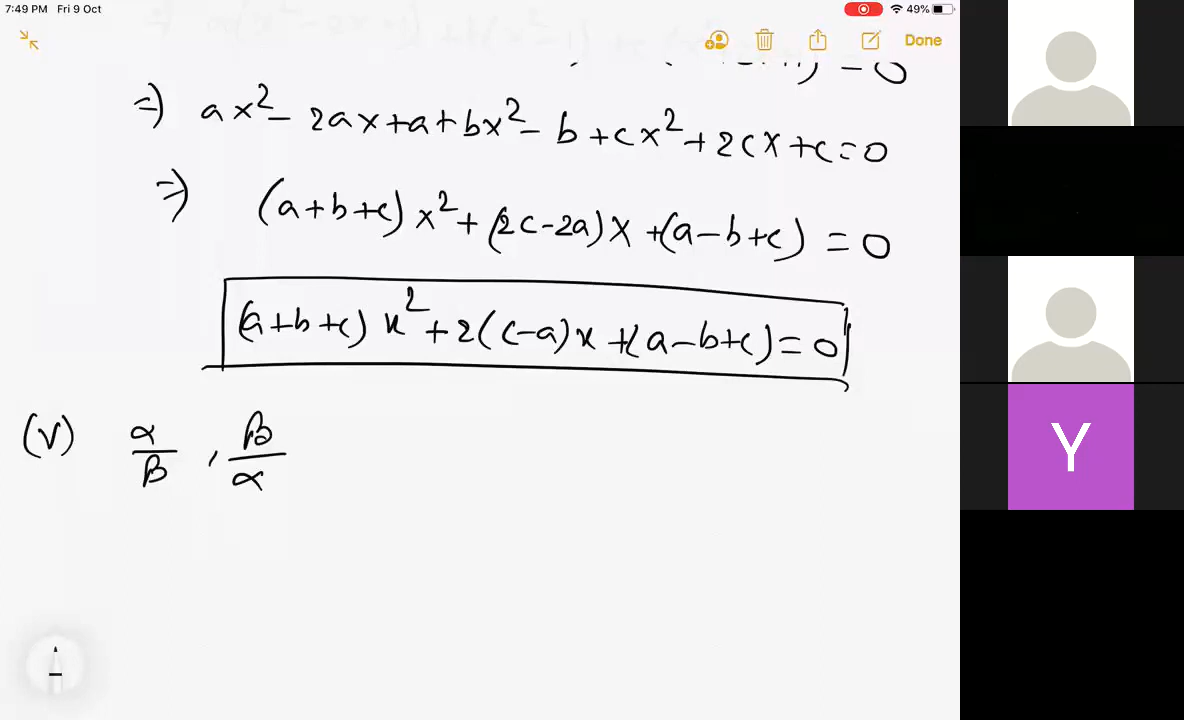 7:49 PM Fri 9 Oct 49%
Done
= 0
⇒) ax² - 2ax + a + bx² - b + cx² + 2cx + c = 0
⇒) (a+b+c) x² + (2c-2a) x + (a-b+c) = 0
(a+b+c) x² + 2(c-a)x + (a-b+c) = 0
(V) α/β , β/α
Y